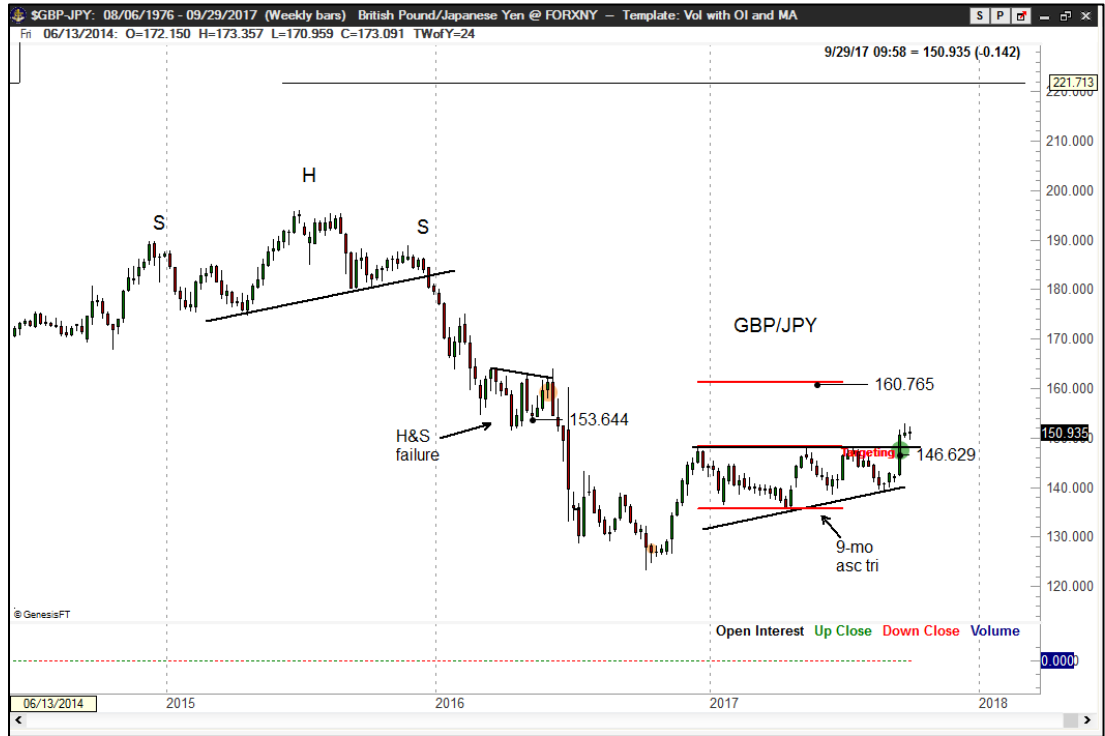 $GBP-JPY: 08/06/1976 - 09/29/2017 (Weekly bars) British Pound/Japanese Yen @ FORXNY – Template: Vol with OI and MA
S P
Fri 06/13/2014: O=172.150 H=173.357 L=170.959 C=173.091 TWofY=24
9/29/17 09:58 = 150.935 (-0.142)
221.713
220.000
210.000
H
200.000
S
S
190.000
180.000
GBP/JPY
170.000
160.765
160.000
153.644
H&S
failure
150.935
Targeting
146.629
140.000
9-mo
asc tri
130.000
120.000
© GenesisFT
Open Interest Up Close Down Close Volume
0.000
06/13/2014 2015 2016 2017 2018